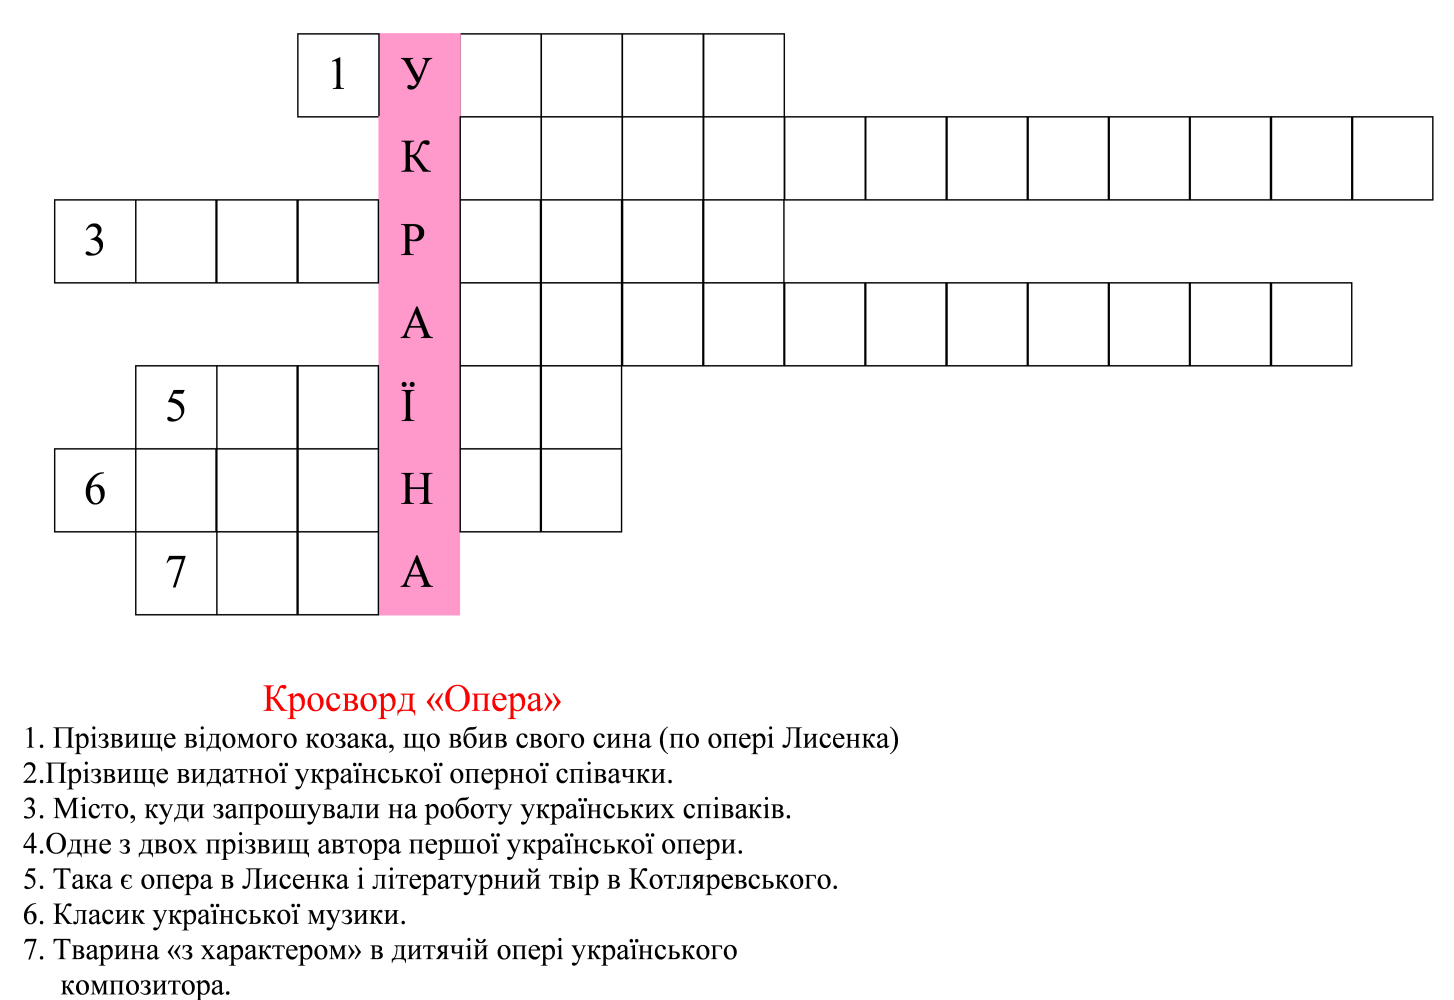 1 У
К
3 Р
А
5 Ї
6 Н
7 А
Кросворд «Опера»
1. Прізвище відомого козака, що вбив свого сина (по опері Лисенка)
2.Прізвище видатної української оперної співачки.
3. Місто, куди запрошували на роботу українських співаків.
4.Одне з двох прізвищ автора першої української опери.
5. Така є опера в Лисенка і літературний твір в Котляревського.
6. Класик української музики.
7. Тварина «з характером» в дитячій опері українського
композитора.